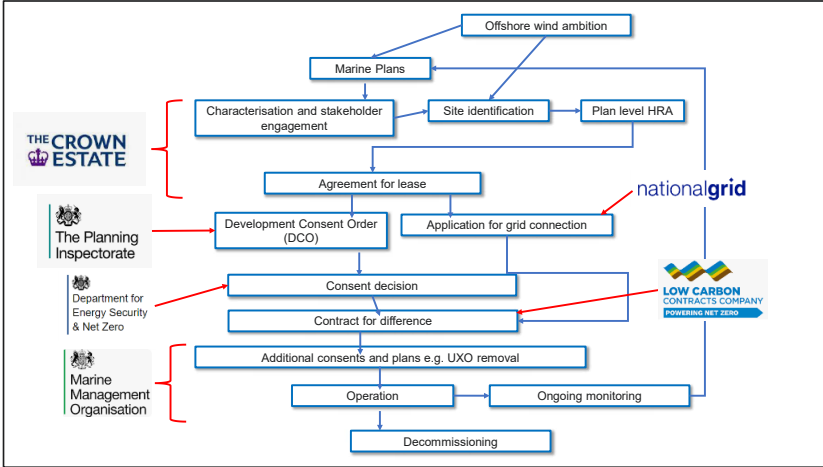 Offshore wind ambition
Marine Plans
Characterisation and stakeholder
engagement
Site identification
Plan level HRA
THE CROWN
ESTATE
Agreement for lease
nationalgrid
The Planning
Inspectorate
Development Consent Order
(DCO)
Application for grid connection
Department for
Energy Security
& Net Zero
Consent decision
LOW CARBON
CONTRACTS COMPANY
POWERING NET ZERO
Contract for difference
Additional consents and plans e.g. UXO removal
Marine
Management
Organisation
Operation
Ongoing monitoring
Decommissioning